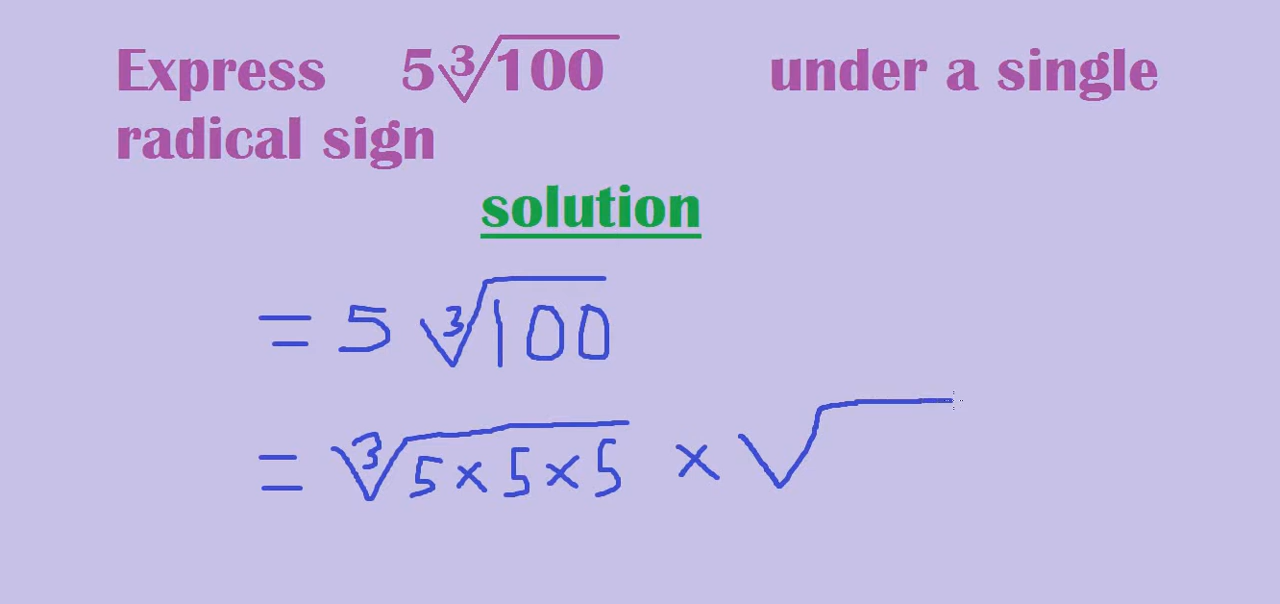 Express 5∛100 under a single
radical sign
solution
= 5 ∛100
= ∛5×5×5 × √